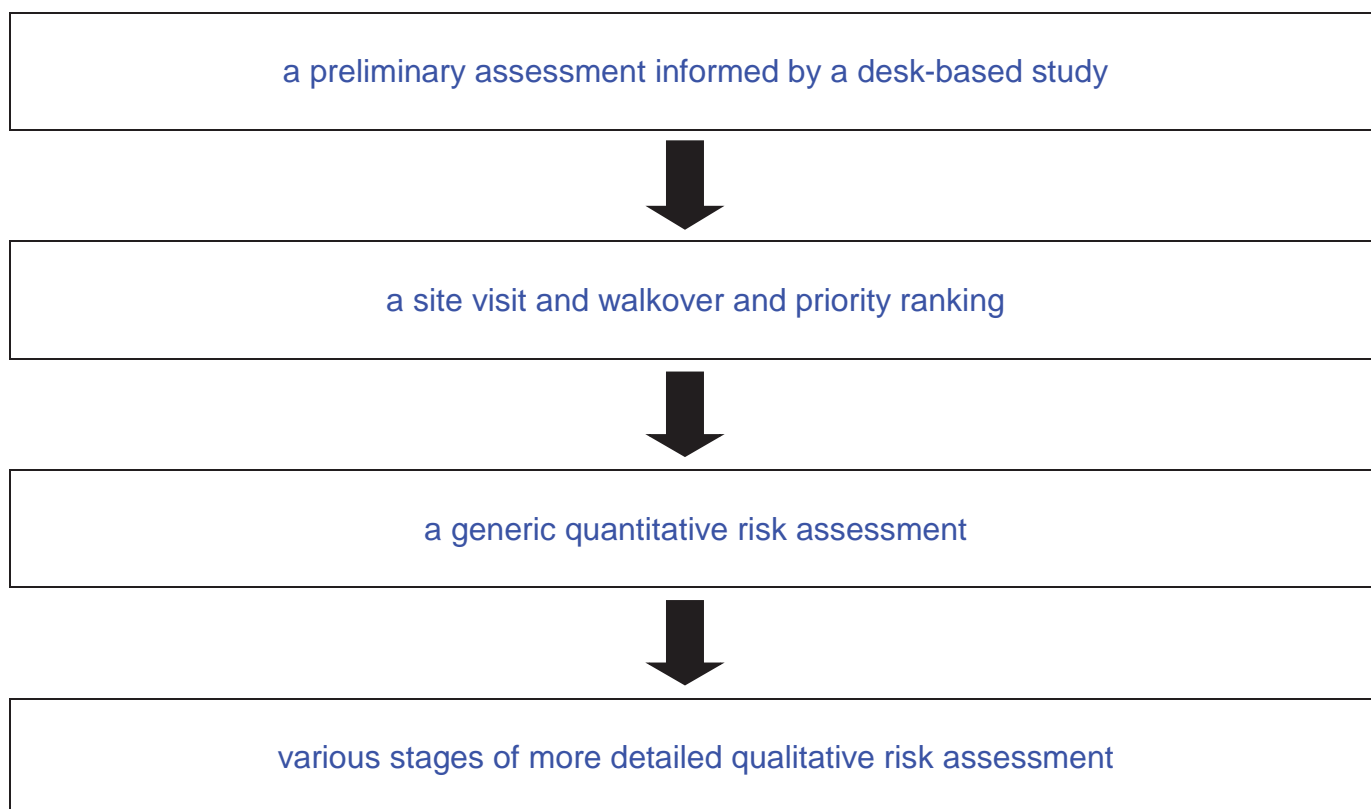 a preliminary assessment informed by a desk-based study
a site visit and walkover and priority ranking
a generic quantitative risk assessment
various stages of more detailed qualitative risk assessment